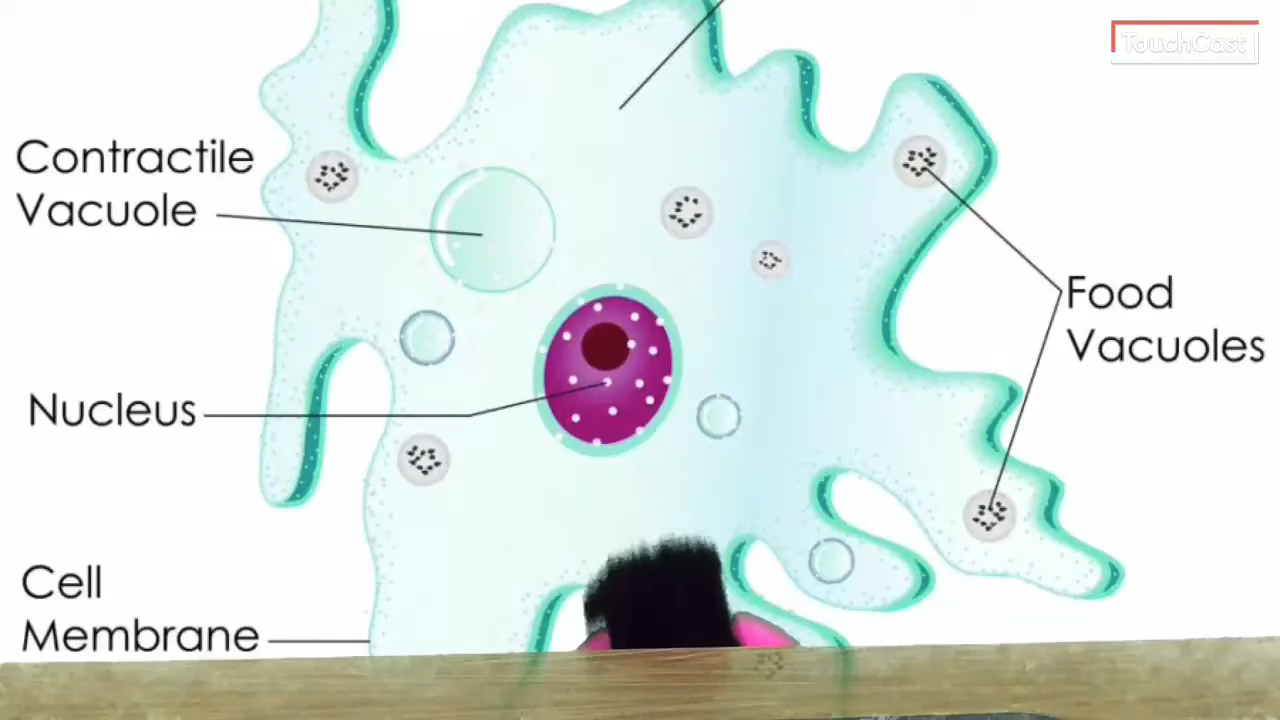 TouchCast
Contractile
Vacuole
Food
Vacuoles
Nucleus
Cell
Membrane